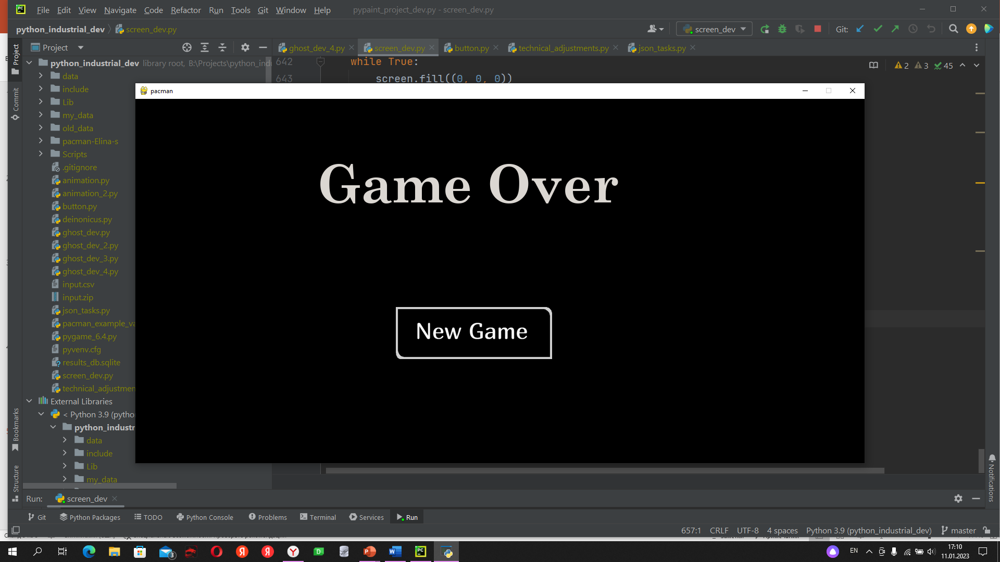 File Edit View Navigate Code Refactor Run Tools Git Window Help pypaint_project_dev.py - screen_dev.py
python_industrial_dev screen_dev.py screen_dev Git:
Project ghost_dev_4.py screen_dev.py button.py technical_adjustments.py json_tasks.py
python_industrial_dev library root, B:\Projects\python_indu
642 while True:
643 screen.fill((0, 0, 0))
2 3 45
data
include
Lib
my_data
old_data
pacman-Elina-s
Scripts
.gitignore
animation.py
animation_2.py
button.py
deinonicus.py
ghost_dev.py
ghost_dev_2.py
ghost_dev_3.py
ghost_dev_4.py
input.csv
input.zip
json_tasks.py
pacman_example_va
pygame_6.4.py
pyvenv.cfg
results_db.sqlite
screen_dev.py
technical_adjustmen
External Libraries
< Python 3.9 (pytho
python_industr
data
include
Lib
my_data
Project
Commit
Bookmarks
Structure
Notifications
pacman
Game Over
New Game
Run: screen_dev
Git Python Packages TODO Python Console Problems Terminal Services Run
657:1 CRLF UTF-8 4 spaces Python 3.9 (python_industrial_dev) master
3
EN 17:10
11.01.2023